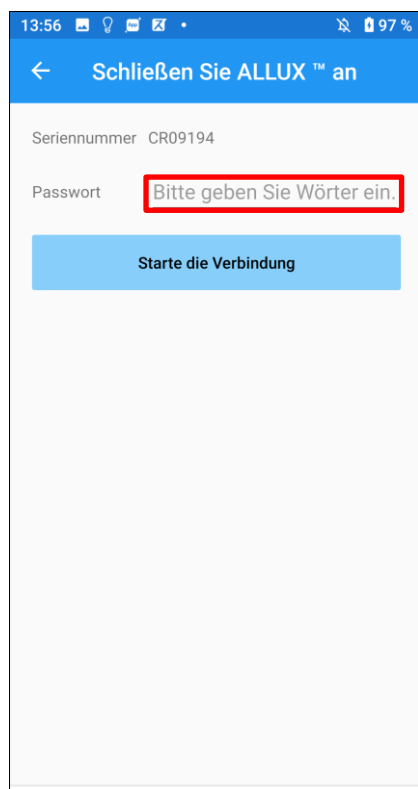 13:56 97 %
Schließen Sie ALLUX ™ an
Seriennummer CR09194
Passwort Bitte geben Sie Wörter ein.
Starte die Verbindung